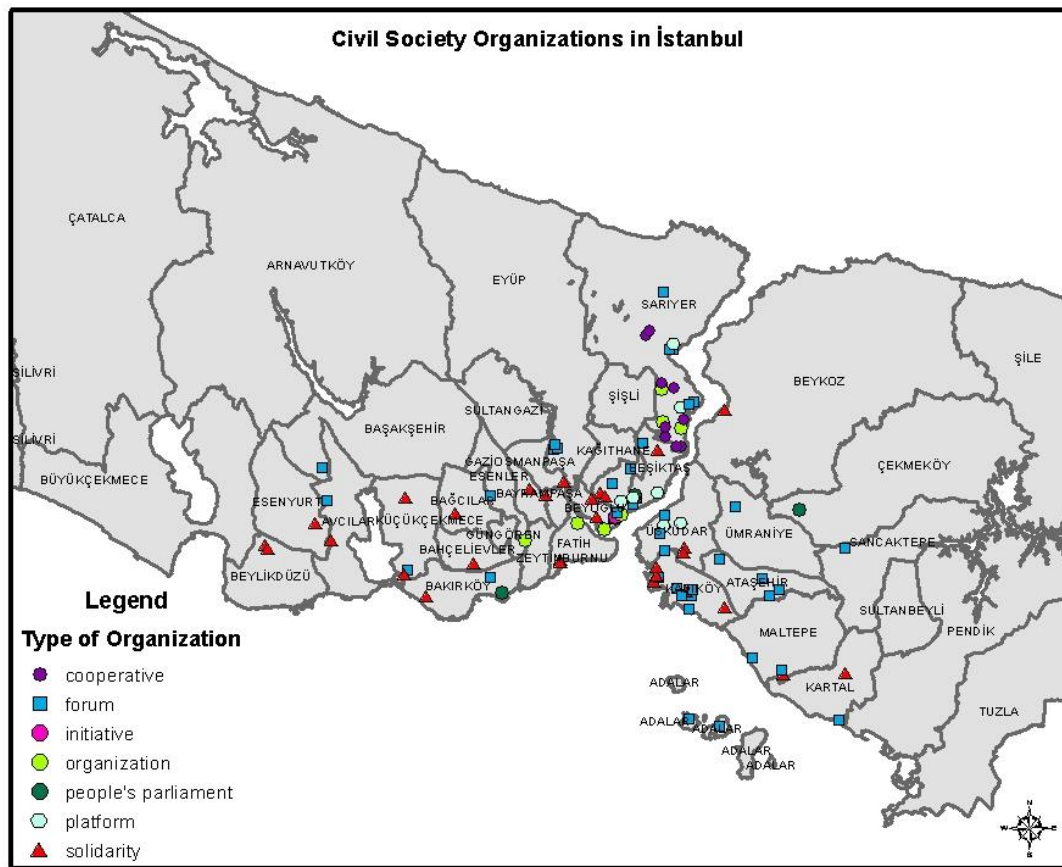 Civil Society Organizations in İstanbul
ÇATALCA
ARNAVUTKÖY
EYÜP
SARIYER
ŞİLE
SİLİVRİ
BEYKOZ
ŞİŞLİ
SULTANGAZİ
BAŞAKŞEHİR
SİLİVRİ
KAĞITHANE
GAZİOSMANPAŞA
BÜYÜKÇEKMECE
ESENLER
BEŞİKTAŞ
ÇEKMEKÖY
ESENYURT
BAĞCILAR
BAYRAMPAŞA
BEYOĞLU
AVCILAR
KÜÇÜKÇEKMECE
GÜNGÖREN
ÜSKÜDAR
ÜMRANİYE
SANCAKTEPE
BAHÇELİEVLER
FATİH
ZEYTİNBURNU
BEYLİKDÜZÜ
BAKIRKÖY
KADIKÖY
ATAŞEHİR
SULTANBEYLİ
MALTEPE
PENDİK
KARTAL
ADALAR
TUZLA
ADALAR
ADALAR
ADALAR
ADALAR
Legend
Type of Organization
cooperative
forum
initiative
organization
people's parliament
platform
solidarity
N
W
E
S